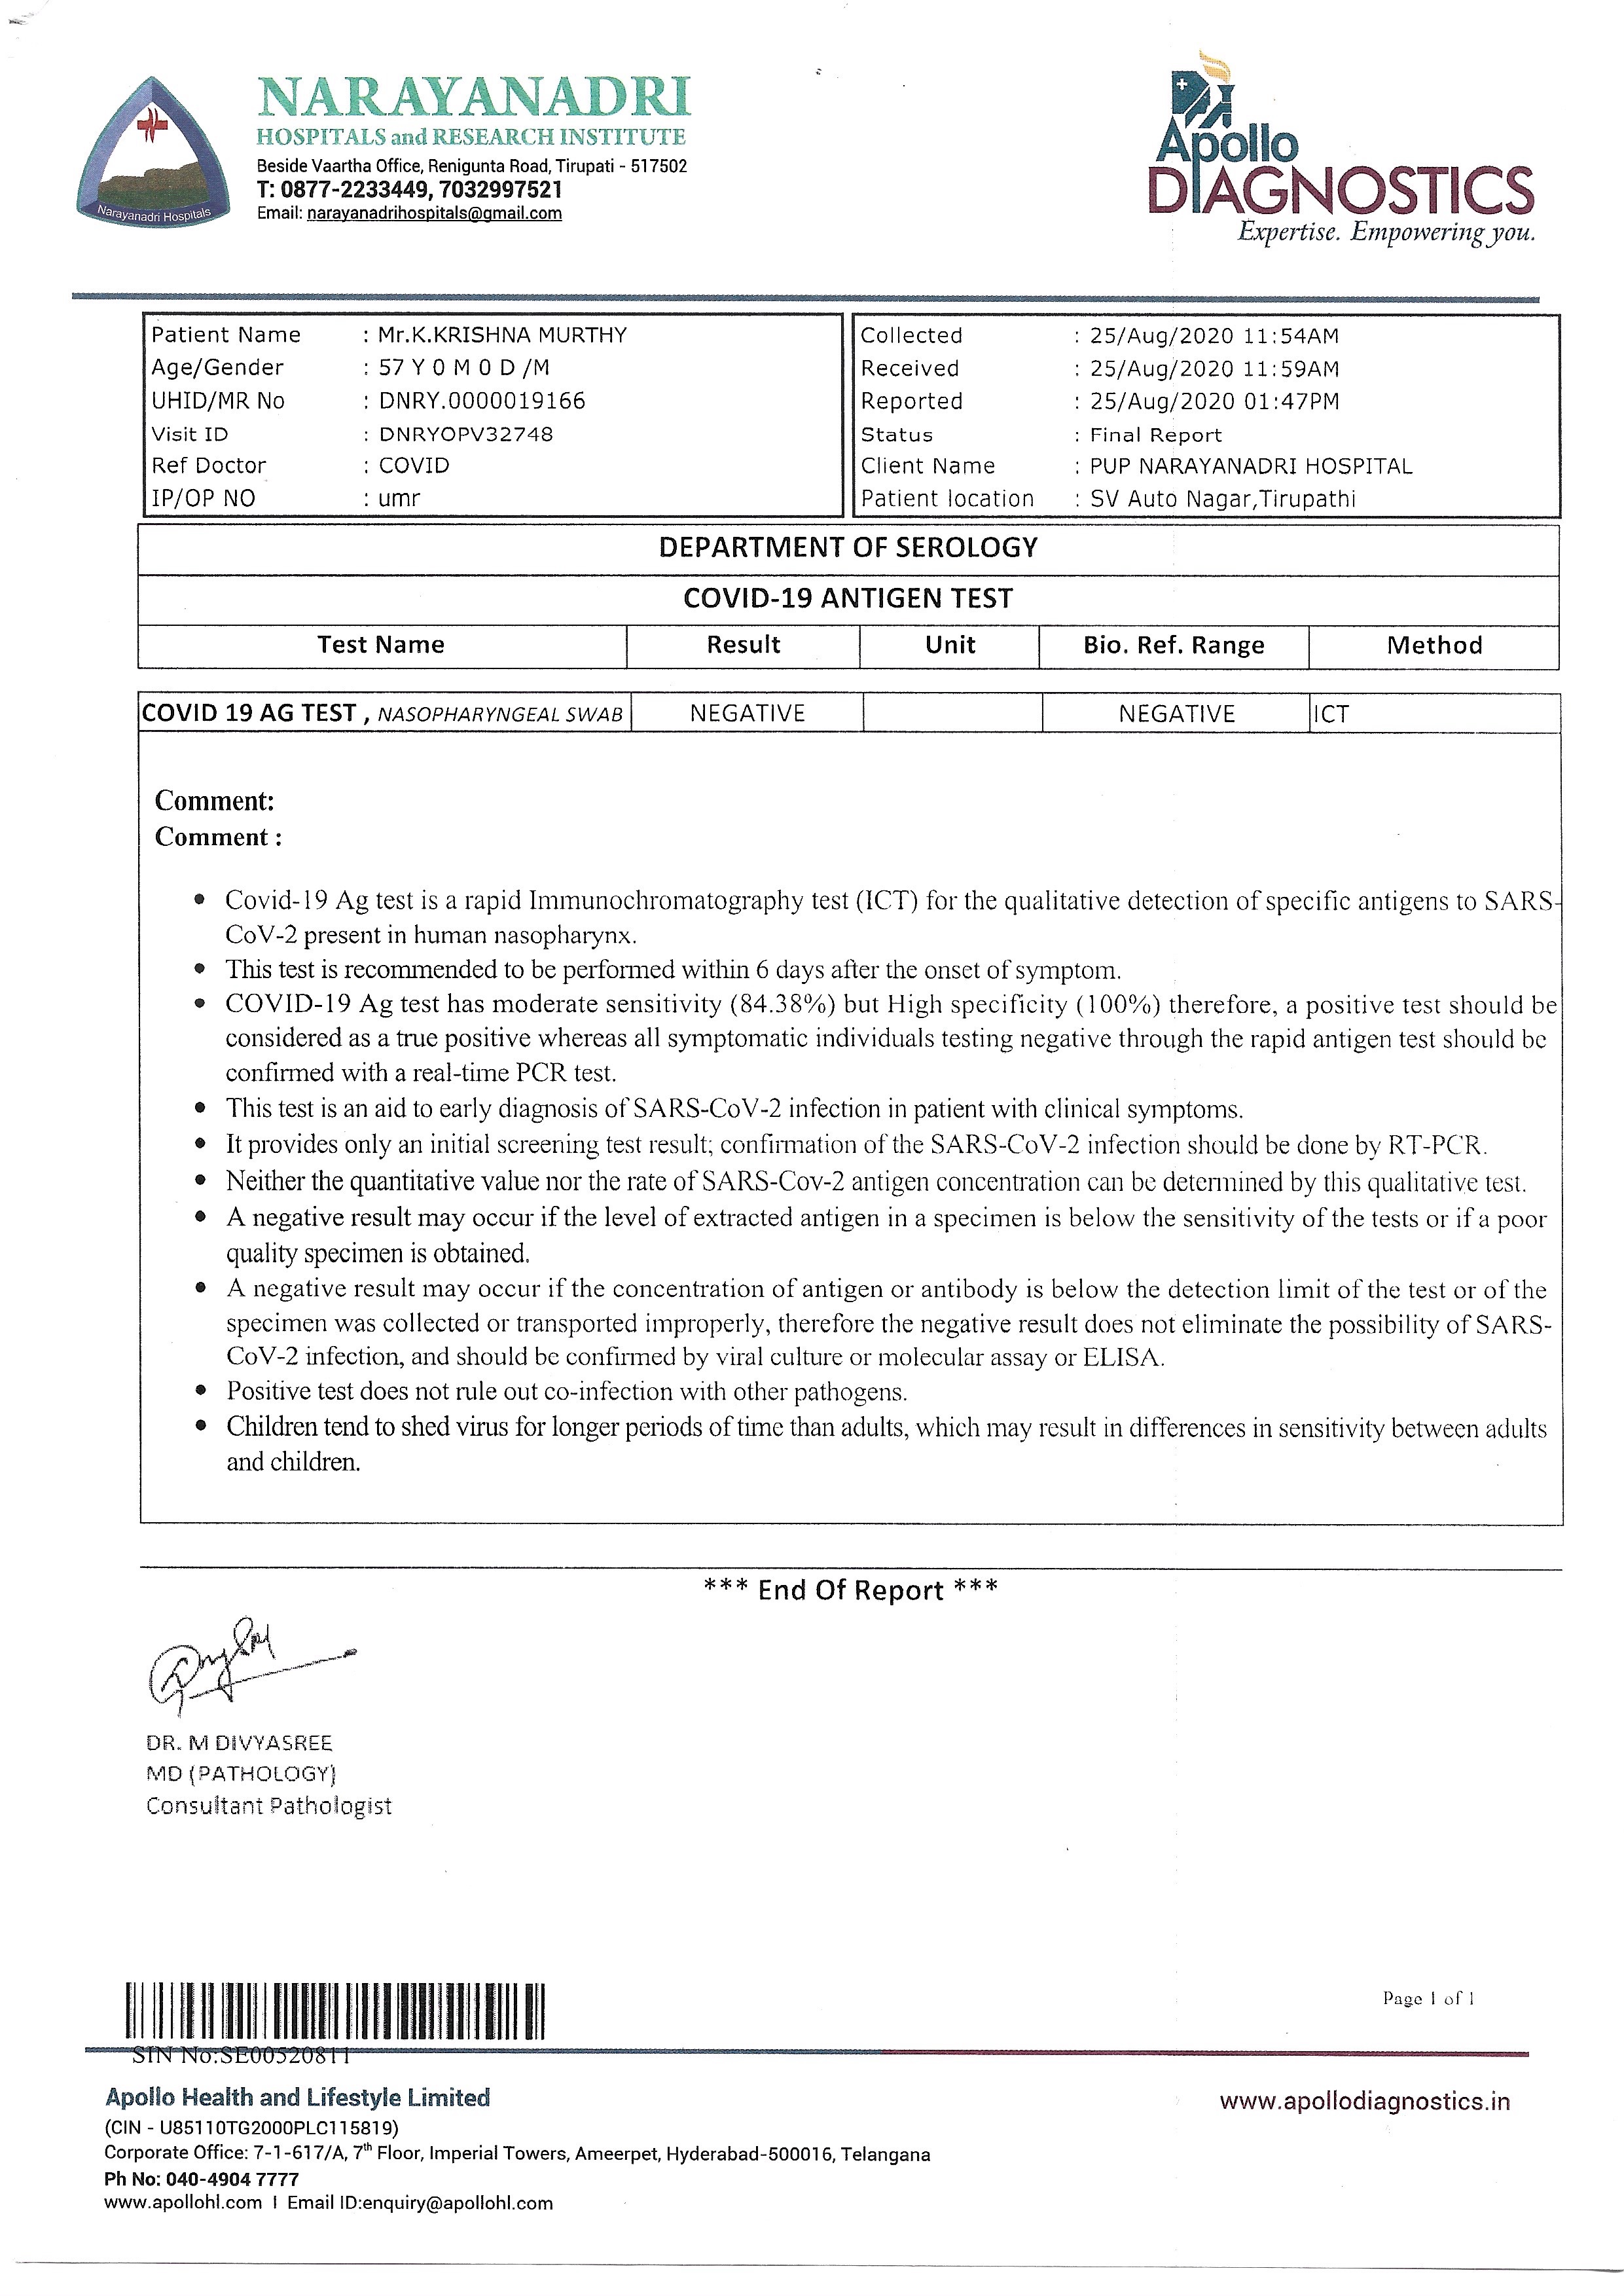 NARAYANADRI
HOSPITALS and RESEARCH INSTITUTE
Beside Vaartha Office, Renigunta Road, Tirupati - 517502
T: 0877-2233449, 7032997521
Email: narayanadrihospitals@gmail.com
Narayanadri Hospitals
Apollo
DIAGNOSTICS
Expertise. Empowering you.
Patient Name : Mr.K.KRISHNA MURTHY
Age/Gender : 57 Y 0 M 0 D /M
UHID/MR No : DNRY.0000019166
Visit ID : DNRYOPV32748
Ref Doctor : COVID
IP/OP NO : umr
Collected : 25/Aug/2020 11:54AM
Received : 25/Aug/2020 11:59AM
Reported : 25/Aug/2020 01:47PM
Status : Final Report
Client Name : PUP NARAYANADRI HOSPITAL
Patient location : SV Auto Nagar,Tirupathi
DEPARTMENT OF SEROLOGY
COVID-19 ANTIGEN TEST
Test Name Result Unit Bio. Ref. Range Method
COVID 19 AG TEST , NASOPHARYNGEAL SWAB NEGATIVE NEGATIVE ICT
Comment:
Comment :
• Covid-19 Ag test is a rapid Immunochromatography test (ICT) for the qualitative detection of specific antigens to SARS-
CoV-2 present in human nasopharynx.
• This test is recommended to be performed within 6 days after the onset of symptom.
• COVID-19 Ag test has moderate sensitivity (84.38%) but High specificity (100%) therefore, a positive test should be
considered as a true positive whereas all symptomatic individuals testing negative through the rapid antigen test should be
confirmed with a real-time PCR test.
• This test is an aid to early diagnosis of SARS-CoV-2 infection in patient with clinical symptoms.
• It provides only an initial screening test result; confirmation of the SARS-CoV-2 infection should be done by RT-PCR.
• Neither the quantitative value nor the rate of SARS-Cov-2 antigen concentration can be determined by this qualitative test.
• A negative result may occur if the level of extracted antigen in a specimen is below the sensitivity of the tests or if a poor
quality specimen is obtained.
• A negative result may occur if the concentration of antigen or antibody is below the detection limit of the test or of the
specimen was collected or transported improperly, therefore the negative result does not eliminate the possibility of SARS-
CoV-2 infection, and should be confirmed by viral culture or molecular assay or ELISA.
• Positive test does not rule out co-infection with other pathogens.
• Children tend to shed virus for longer periods of time than adults, which may result in differences in sensitivity between adults
and children.
*** End Of Report ***
DR. M DIVYASREE
MD (PATHOLOGY)
Consultant Pathologist
Page 1 of 1
SIN No:SE00520811
Apollo Health and Lifestyle Limited
(CIN - U85110TG2000PLC115819)
Corporate Office: 7-1-617/A, 7th Floor, Imperial Towers, Ameerpet, Hyderabad-500016, Telangana
Ph No: 040-4904 7777
www.apollohl.com I Email ID:enquiry@apollohl.com
www.apollodiagnostics.in